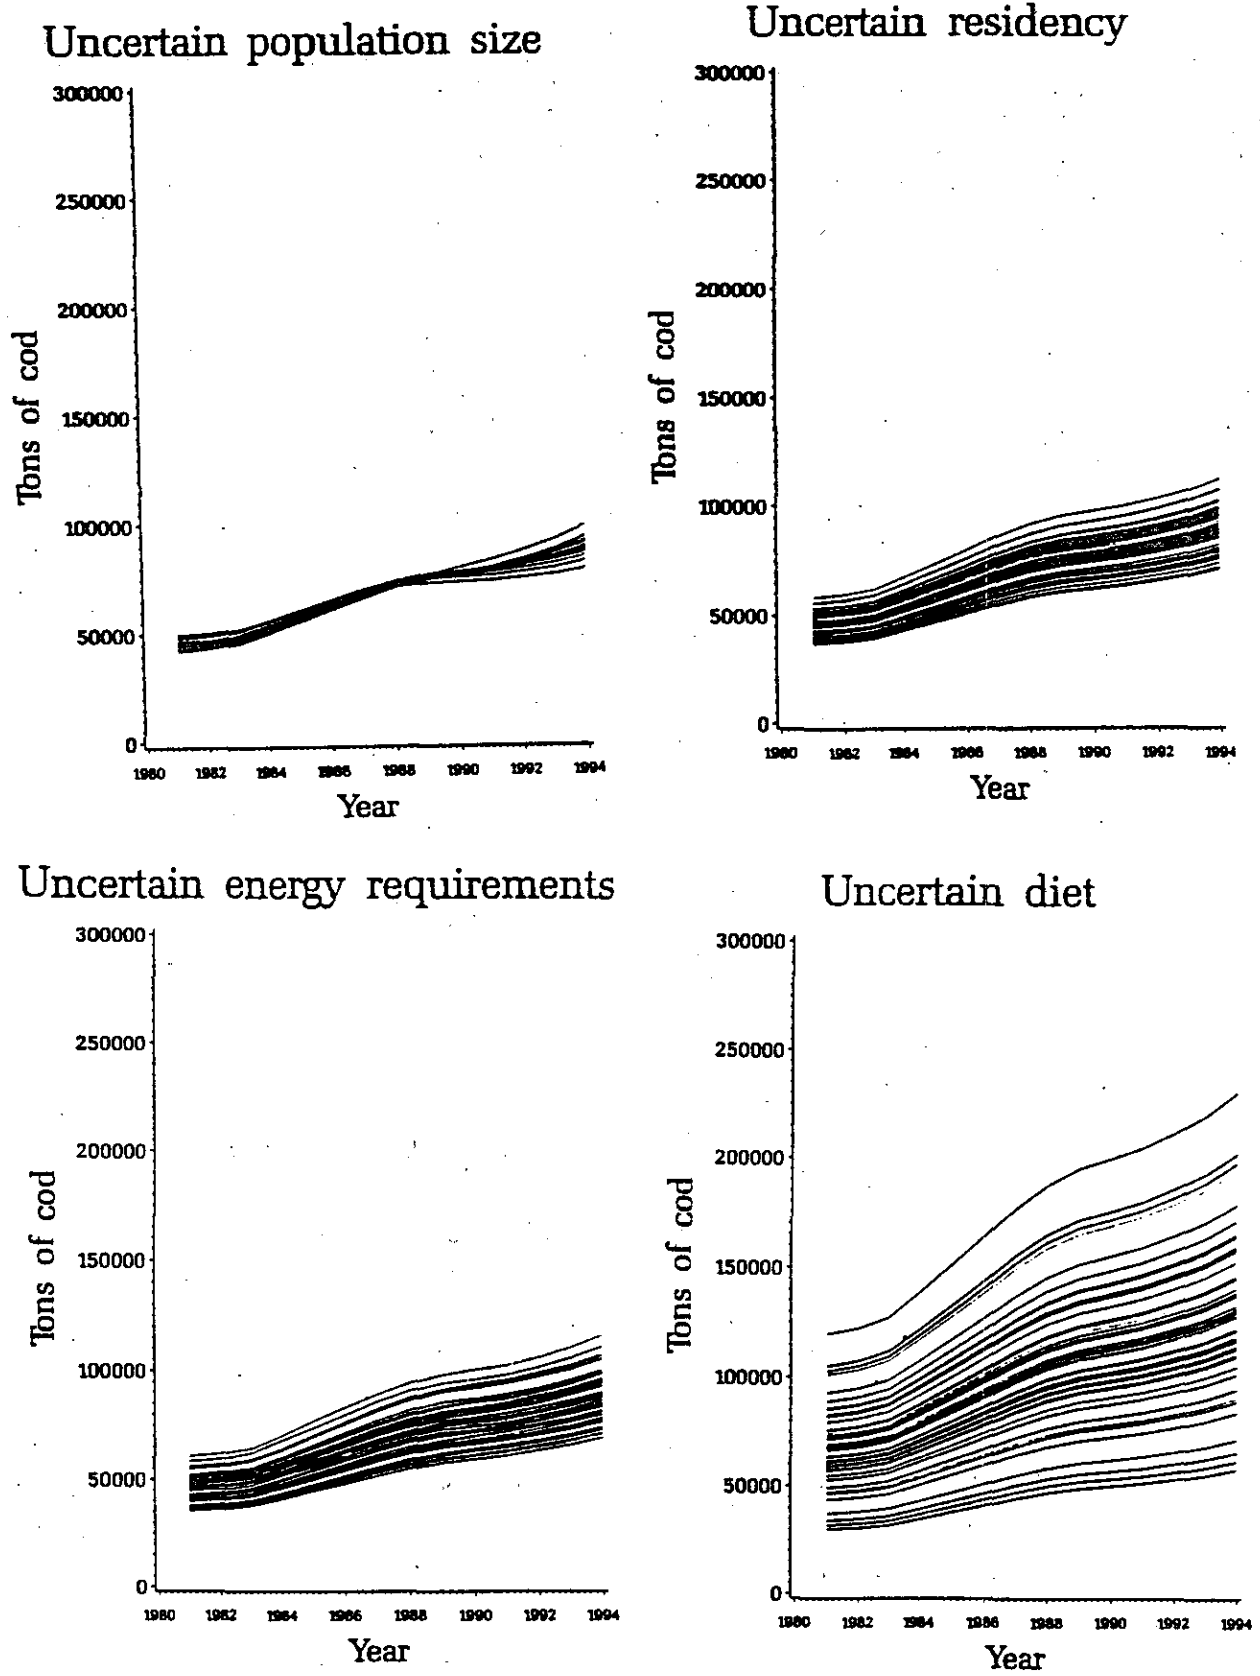 Uncertain population size
300000
250000
200000
150000
100000
50000
0
Tons of cod
1980 1982 1984 1986 1988 1990 1992 1994
Year
Uncertain residency
300000
250000
200000
150000
100000
50000
0
Tons of cod
1980 1982 1984 1986 1988 1990 1992 1994
Year
Uncertain energy requirements
300000
250000
200000
150000
100000
50000
0
Tons of cod
1980 1982 1984 1986 1988 1990 1992 1994
Year
Uncertain diet
300000
250000
200000
150000
100000
50000
0
Tons of cod
1980 1982 1984 1986 1988 1990 1992 1994
Year